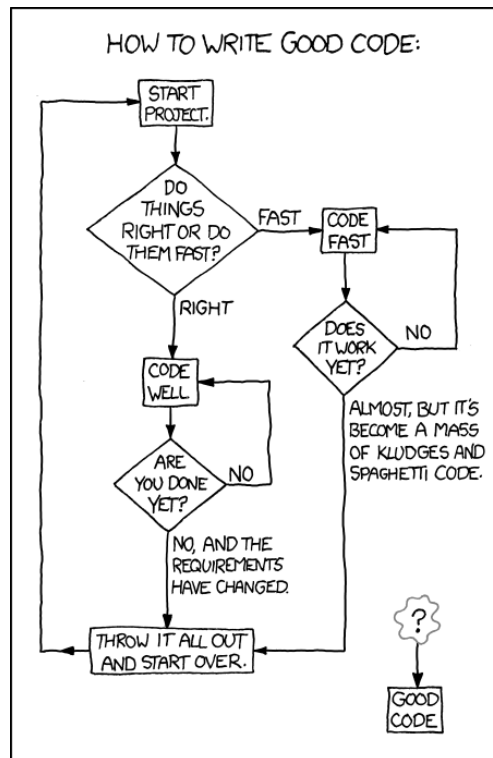 HOW TO WRITE GOOD CODE:
START
PROJECT.
DO
THINGS
RIGHT OR DO
THEM FAST?
FAST
CODE
FAST
RIGHT
DOES
IT WORK
YET?
NO
CODE
WELL
ALMOST, BUT IT'S
BECOME A MASS
OF KLUDGES AND
SPAGHETTI CODE.
ARE
YOU DONE
YET?
NO
NO, AND THE
REQUIREMENTS
HAVE CHANGED.
THROW IT ALL OUT
AND START OVER.
?
GOOD
CODE